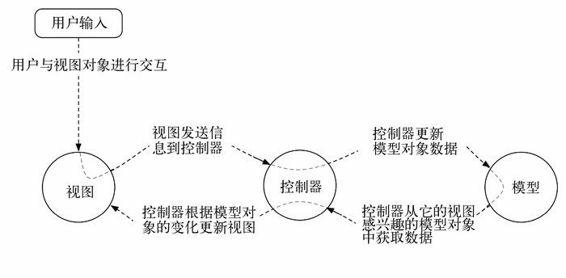 用户输入
用户与视图对象进行交互
视图发送信
息到控制器
控制器更新
模型对象数据
视图
控制器
模型
控制器根据模型对
象的变化更新视图
控制器从它的视图
感兴趣的模型对象
中获取数据